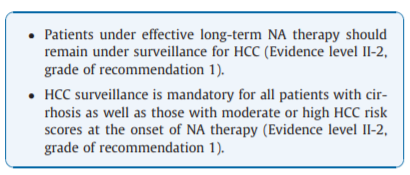 • Patients under effective long-term NA therapy should
remain under surveillance for HCC (Evidence level II-2,
grade of recommendation 1).
• HCC surveillance is mandatory for all patients with cir-
rhosis as well as those with moderate or high HCC risk
scores at the onset of NA therapy (Evidence level II-2,
grade of recommendation 1).